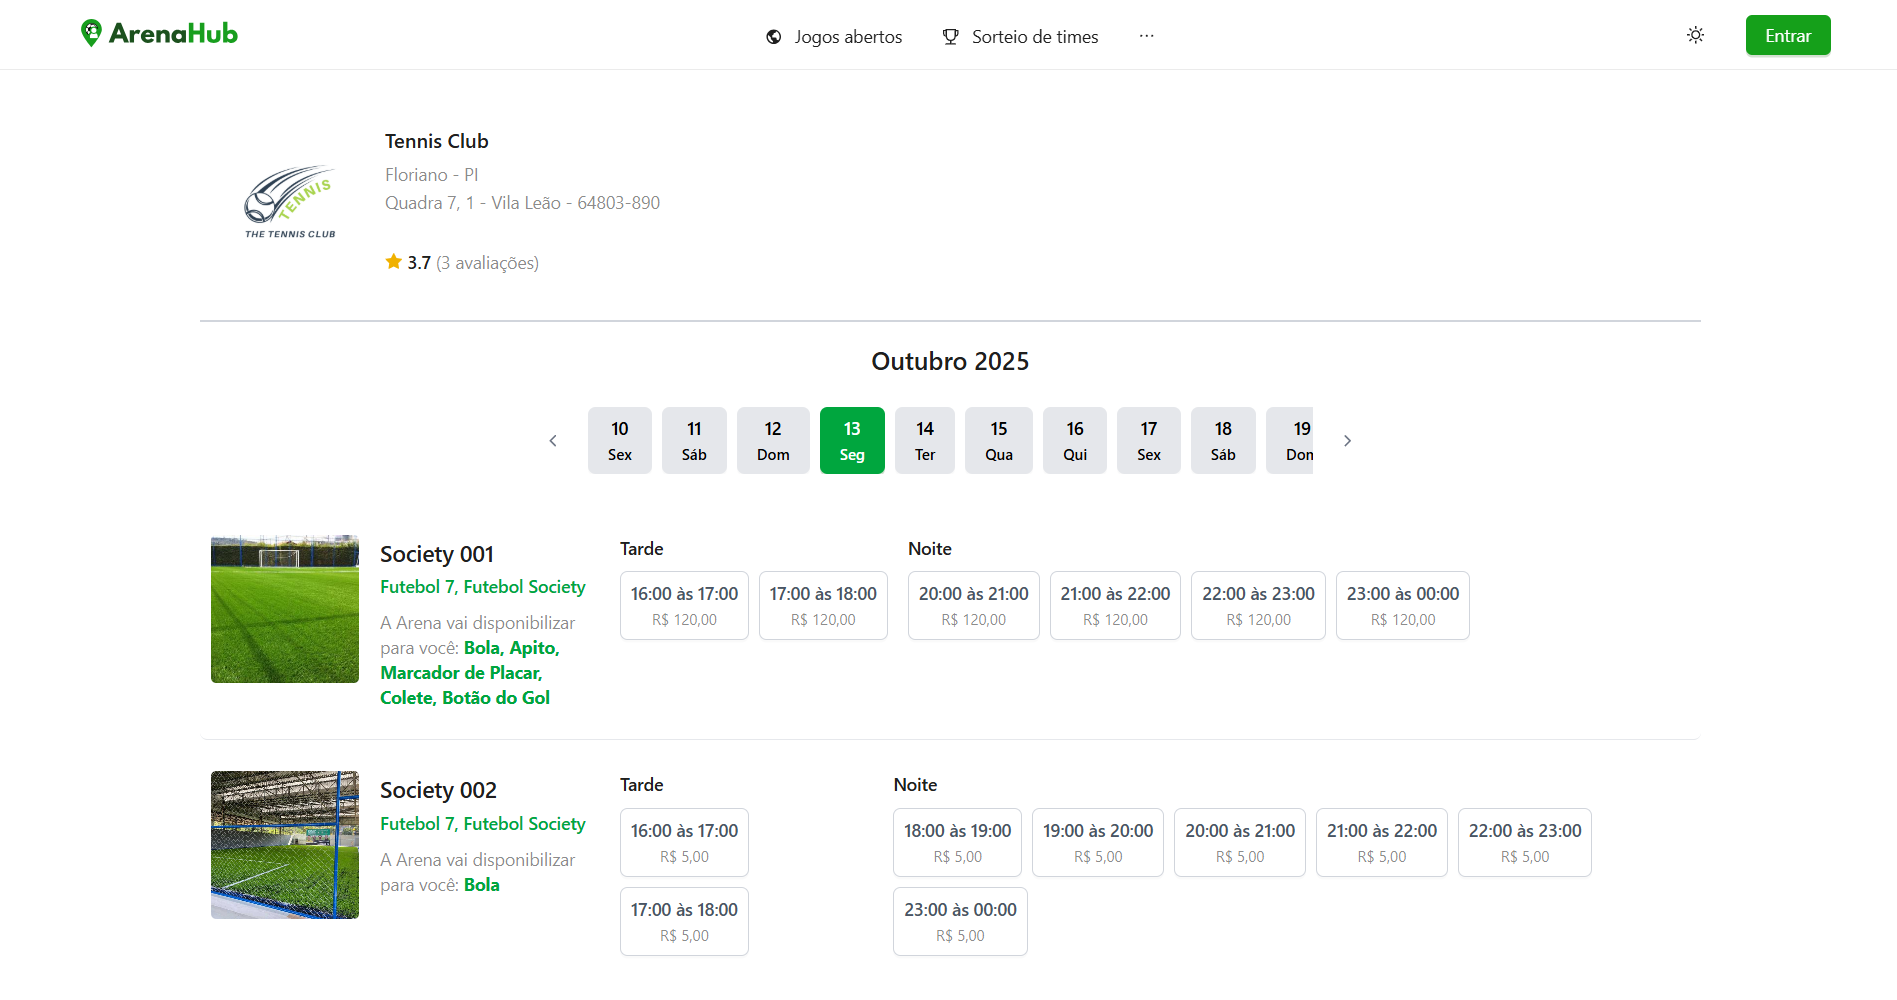 ArenaHub
Jogos abertos
Sorteio de times
...
Entrar
TENNIS
THE TENNIS CLUB
Tennis Club
Floriano - PI
Quadra 7, 1 - Vila Leão - 64803-890
3.7 (3 avaliações)
Outubro 2025
10
Sex
11
Sáb
12
Dom
13
Seg
14
Ter
15
Qua
16
Qui
17
Sex
18
Sáb
19
Don
Society 001
Futebol 7, Futebol Society
A Arena vai disponibilizar
para você: Bola, Apito,
Marcador de Placar,
Colete, Botão do Gol
Tarde
16:00 às 17:00
R$ 120,00
17:00 às 18:00
R$ 120,00
Noite
20:00 às 21:00
R$ 120,00
21:00 às 22:00
R$ 120,00
22:00 às 23:00
R$ 120,00
23:00 às 00:00
R$ 120,00
Society 002
Futebol 7, Futebol Society
A Arena vai disponibilizar
para você: Bola
Tarde
16:00 às 17:00
R$ 5,00
17:00 às 18:00
R$ 5,00
Noite
18:00 às 19:00
R$ 5,00
19:00 às 20:00
R$ 5,00
20:00 às 21:00
R$ 5,00
21:00 às 22:00
R$ 5,00
22:00 às 23:00
R$ 5,00
23:00 às 00:00
R$ 5,00